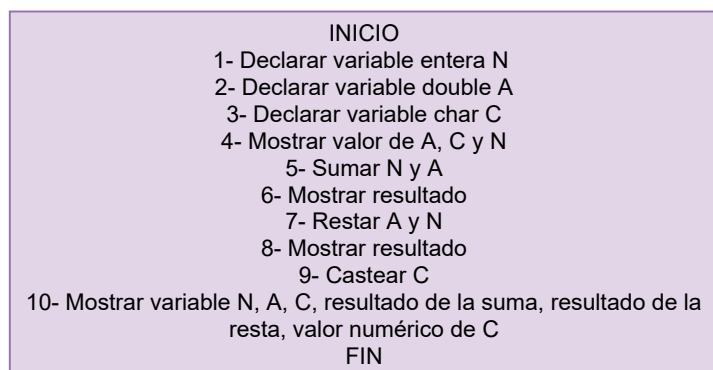 INICIO
1- Declarar variable entera N
2- Declarar variable double A
3- Declarar variable char C
4- Mostrar valor de A, C y N
5- Sumar N y A
6- Mostrar resultado
7- Restar A y N
8- Mostrar resultado
9- Castear C
10- Mostrar variable N, A, C, resultado de la suma, resultado de la
resta, valor numérico de C
FIN